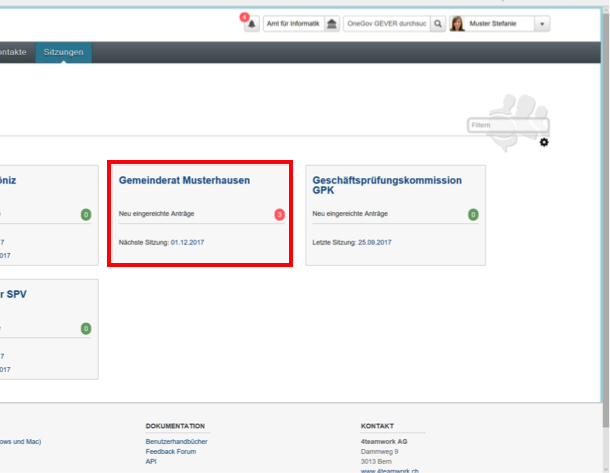 4
Amt für Informatik
OneGov GEVER durchsuc
Muster Stefanie
ontakte Sitzungen
Filtern
öniz
0
7
017
Gemeinderat Musterhausen
Neu eingereichte Anträge 3
Nächste Sitzung: 01.12.2017
Geschäftsprüfungskommission
GPK
Neu eingereichte Anträge 0
Letzte Sitzung: 25.09.2017
r SPV
0
7
017
ows und Mac)
DOKUMENTATION
Benutzerhandbücher
Feedback Forum
API
KONTAKT
4teamwork AG
Dammweg 9
3013 Bern
www.4teamwork.ch